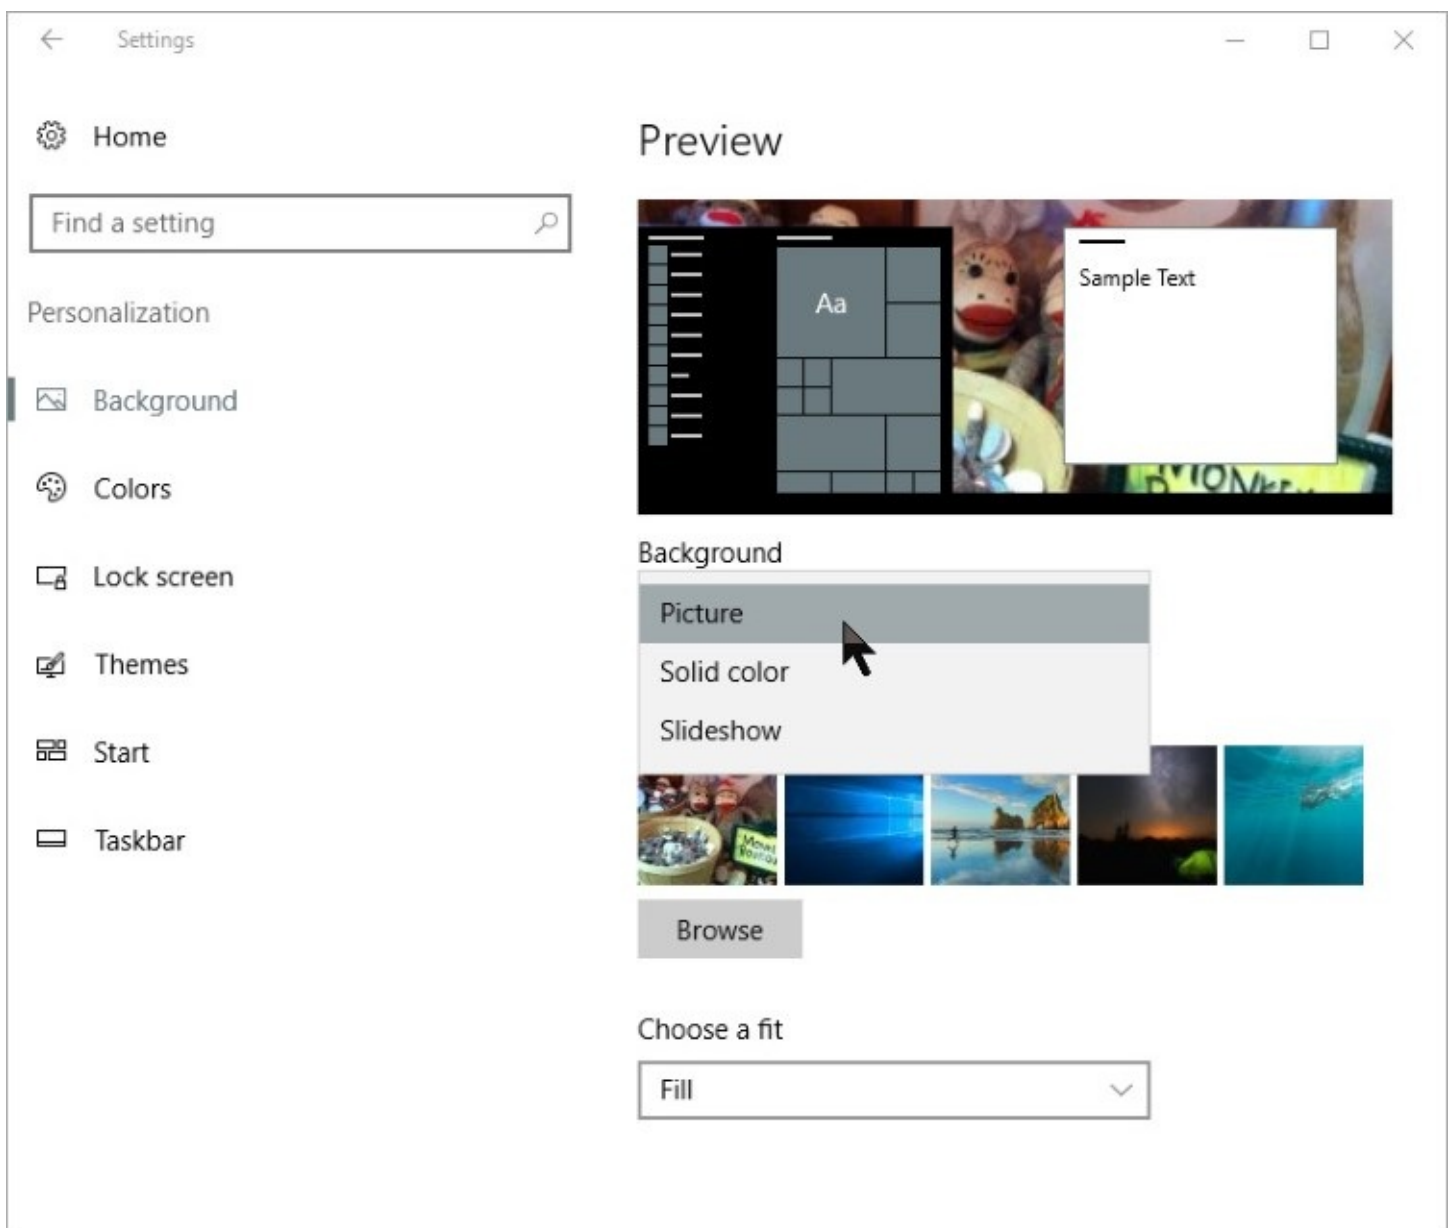 Settings
Home
Find a setting
Personalization
Background
Colors
Lock screen
Themes
Start
Taskbar
Preview
Aa
Sample Text
Background
Picture
Solid color
Slideshow
Browse
Choose a fit
Fill